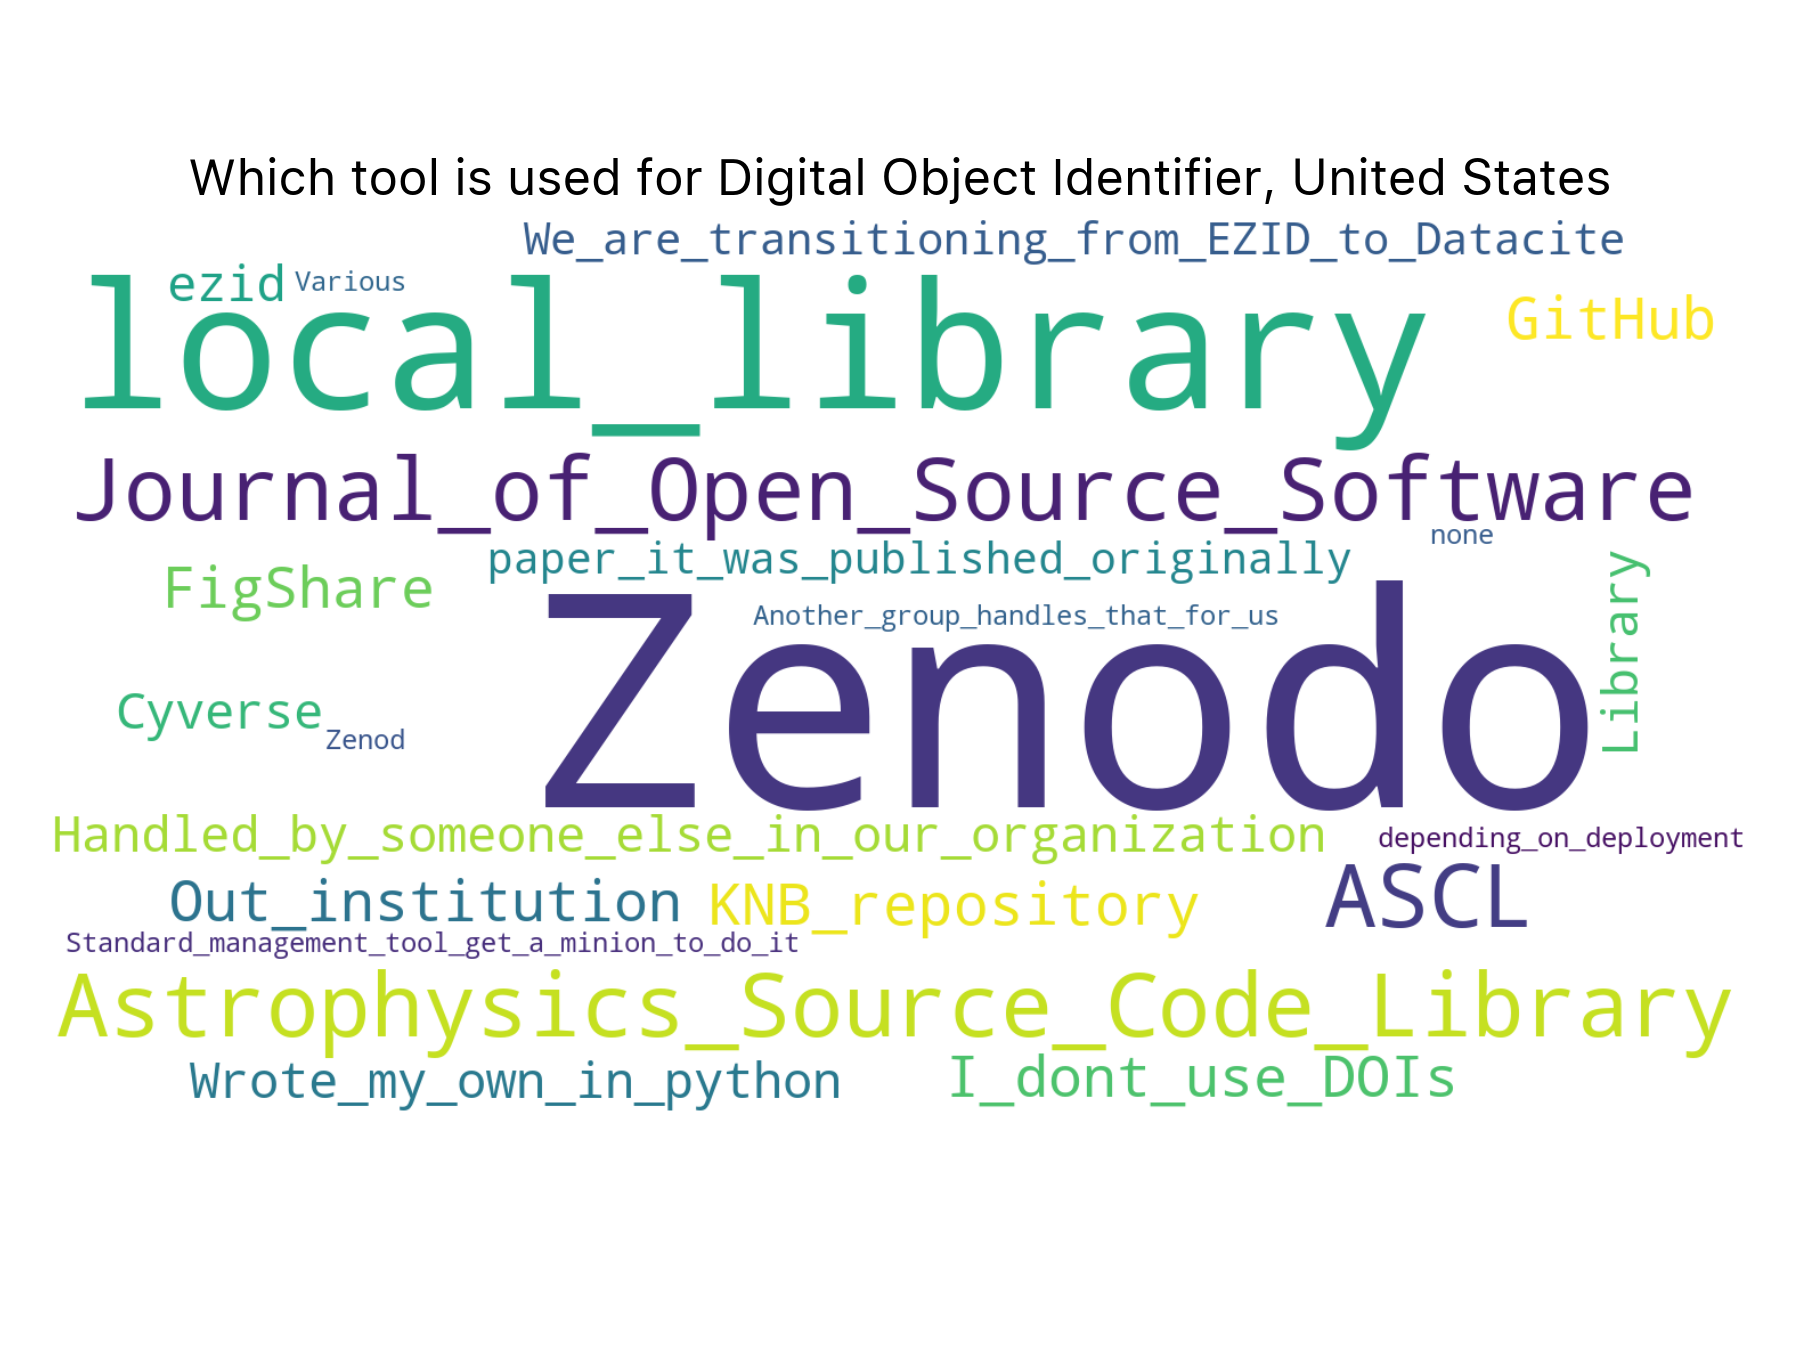 Which tool is used for Digital Object Identifier, United States
We_are_transitioning_from_EZID_to_Datacite
ezid
Various
local_library
GitHub
Journal_of_Open_Source_Software
none
paper_it_was_published_originally
FigShare
Another_group_handles_that_for_us
Library
Zenodo
Cyverse
Zenod
Handled_by_someone_else_in_our_organization
depending_on_deployment
Out_institution
KNB_repository
ASCL
Standard_management_tool_get_a_minion_to_do_it
Astrophysics_Source_Code_Library
Wrote_my_own_in_python
I_dont_use_DOIs